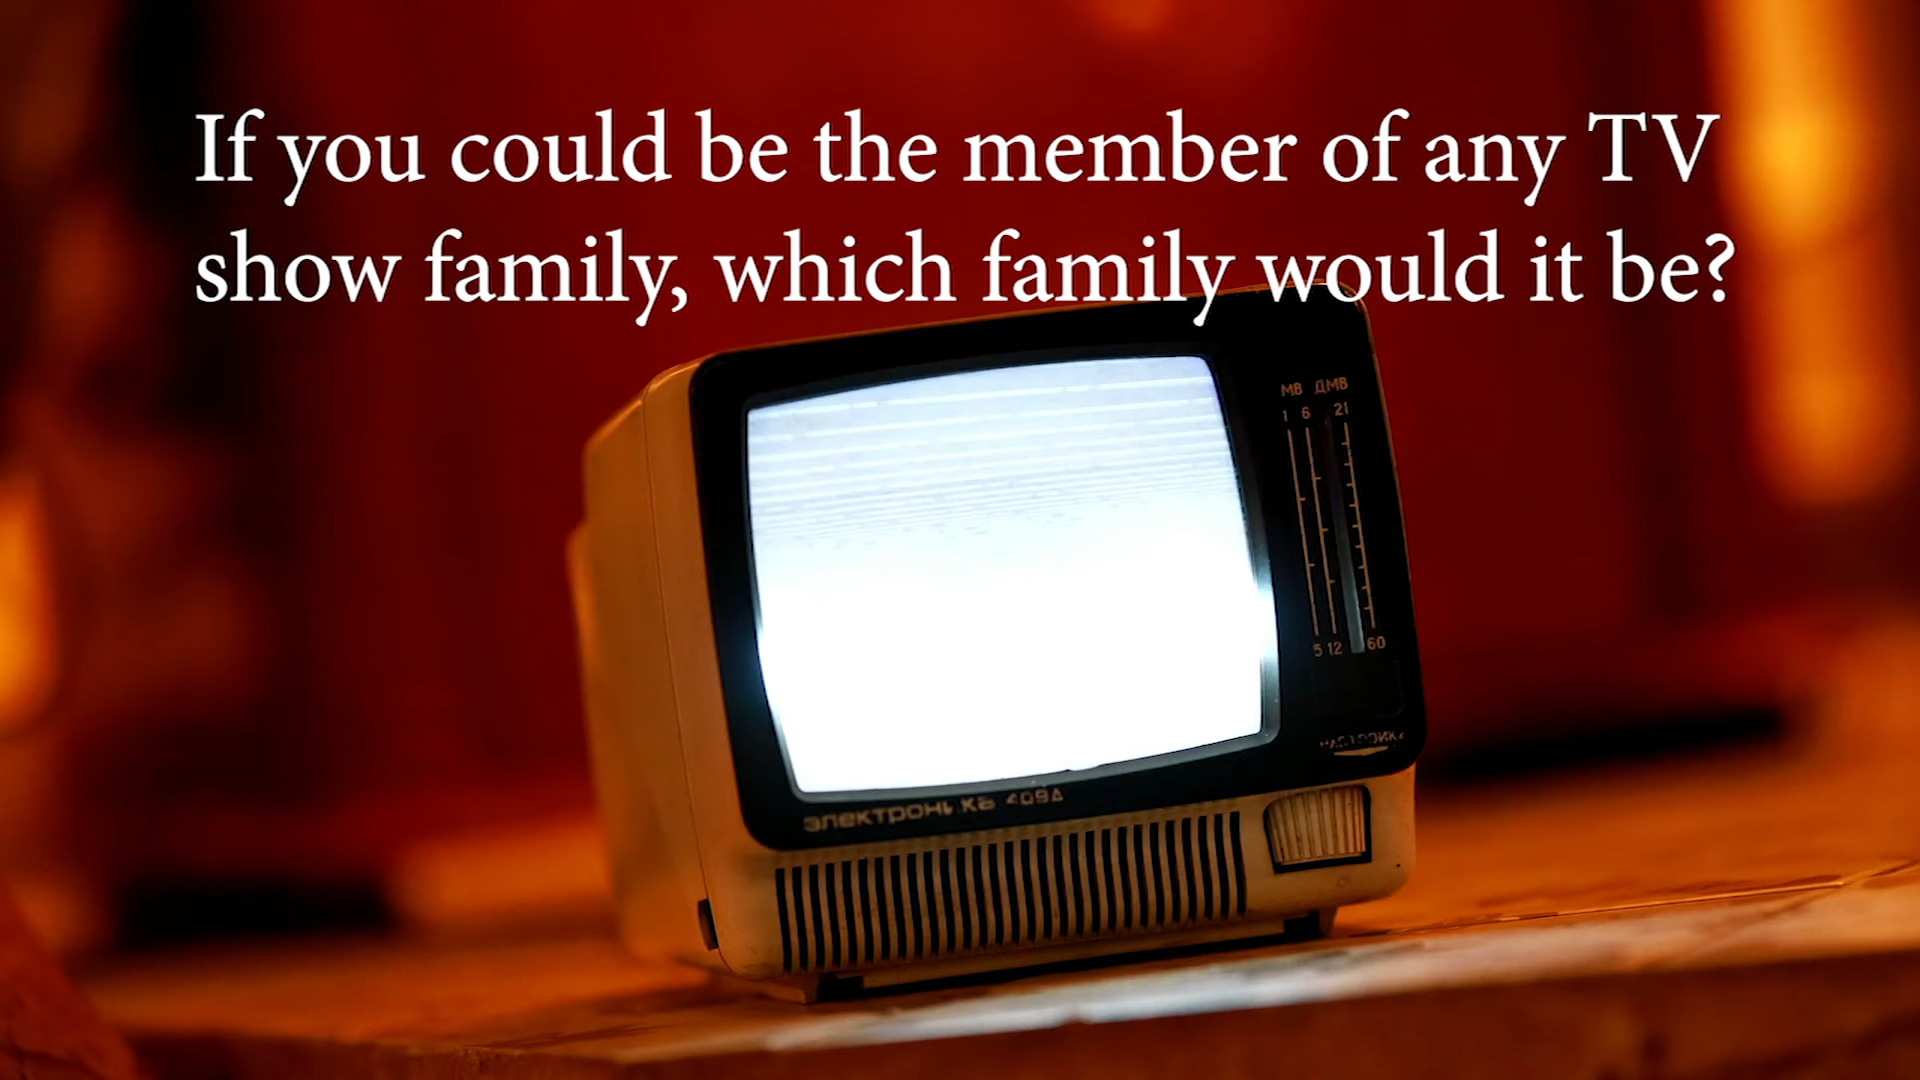 If you could be the member of any TV
show family, which family would it be?
МВ ДМВ
1 6 21
5 12 60
409Д